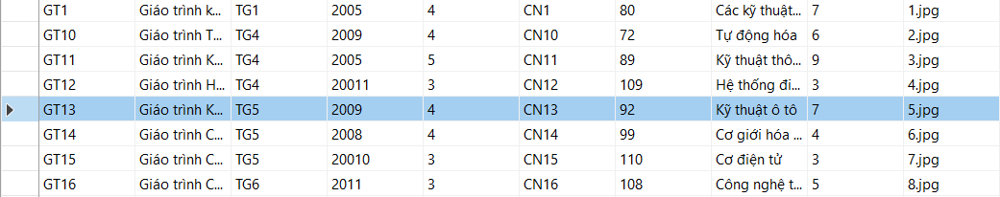 GT1 Giáo trình k... TG1 2005 4 CN1 80 Các kỹ thuật... 7 1.jpg
GT10 Giáo trình T... TG4 2009 4 CN10 72 Tự động hóa 6 2.jpg
GT11 Giáo trình K... TG4 2005 5 CN11 89 Kỹ thuật thô... 9 3.jpg
GT12 Giáo trình H... TG4 20011 3 CN12 109 Hệ thống đi... 3 4.jpg
GT13 Giáo trình K... TG5 2009 4 CN13 92 Kỹ thuật ô tô 7 5.jpg
GT14 Giáo trình C... TG5 2008 4 CN14 99 Cơ giới hóa ... 4 6.jpg
GT15 Giáo trình C... TG5 20010 3 CN15 110 Cơ điện tử 3 7.jpg
GT16 Giáo trình C... TG6 2011 3 CN16 108 Công nghệ t... 5 8.jpg